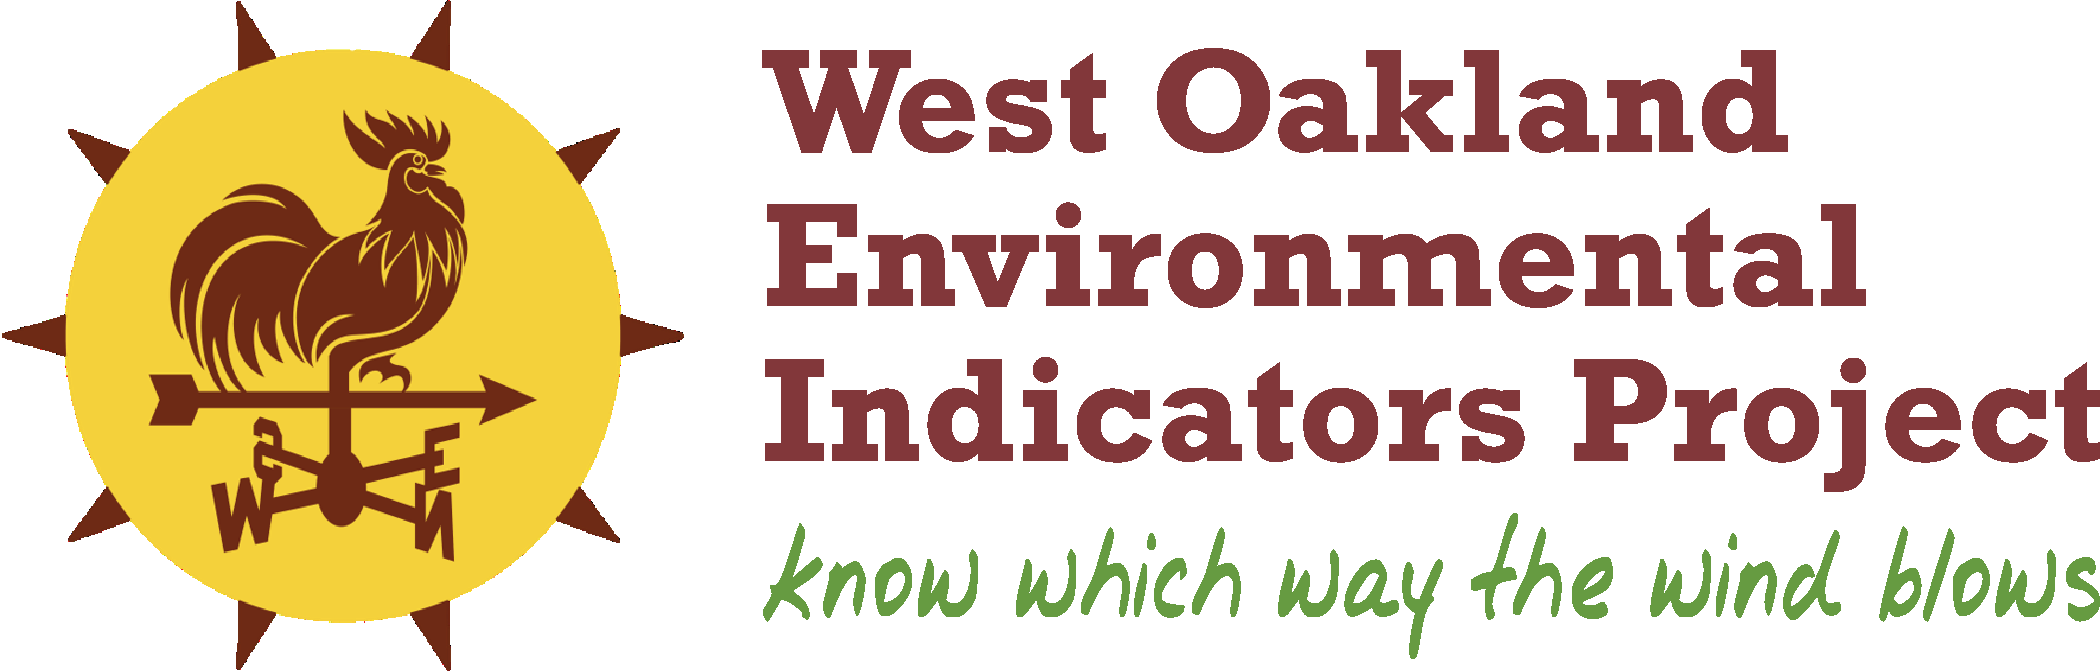 West Oakland
Environmental
Indicators Project
know which way the wind blows
S
E
W
N